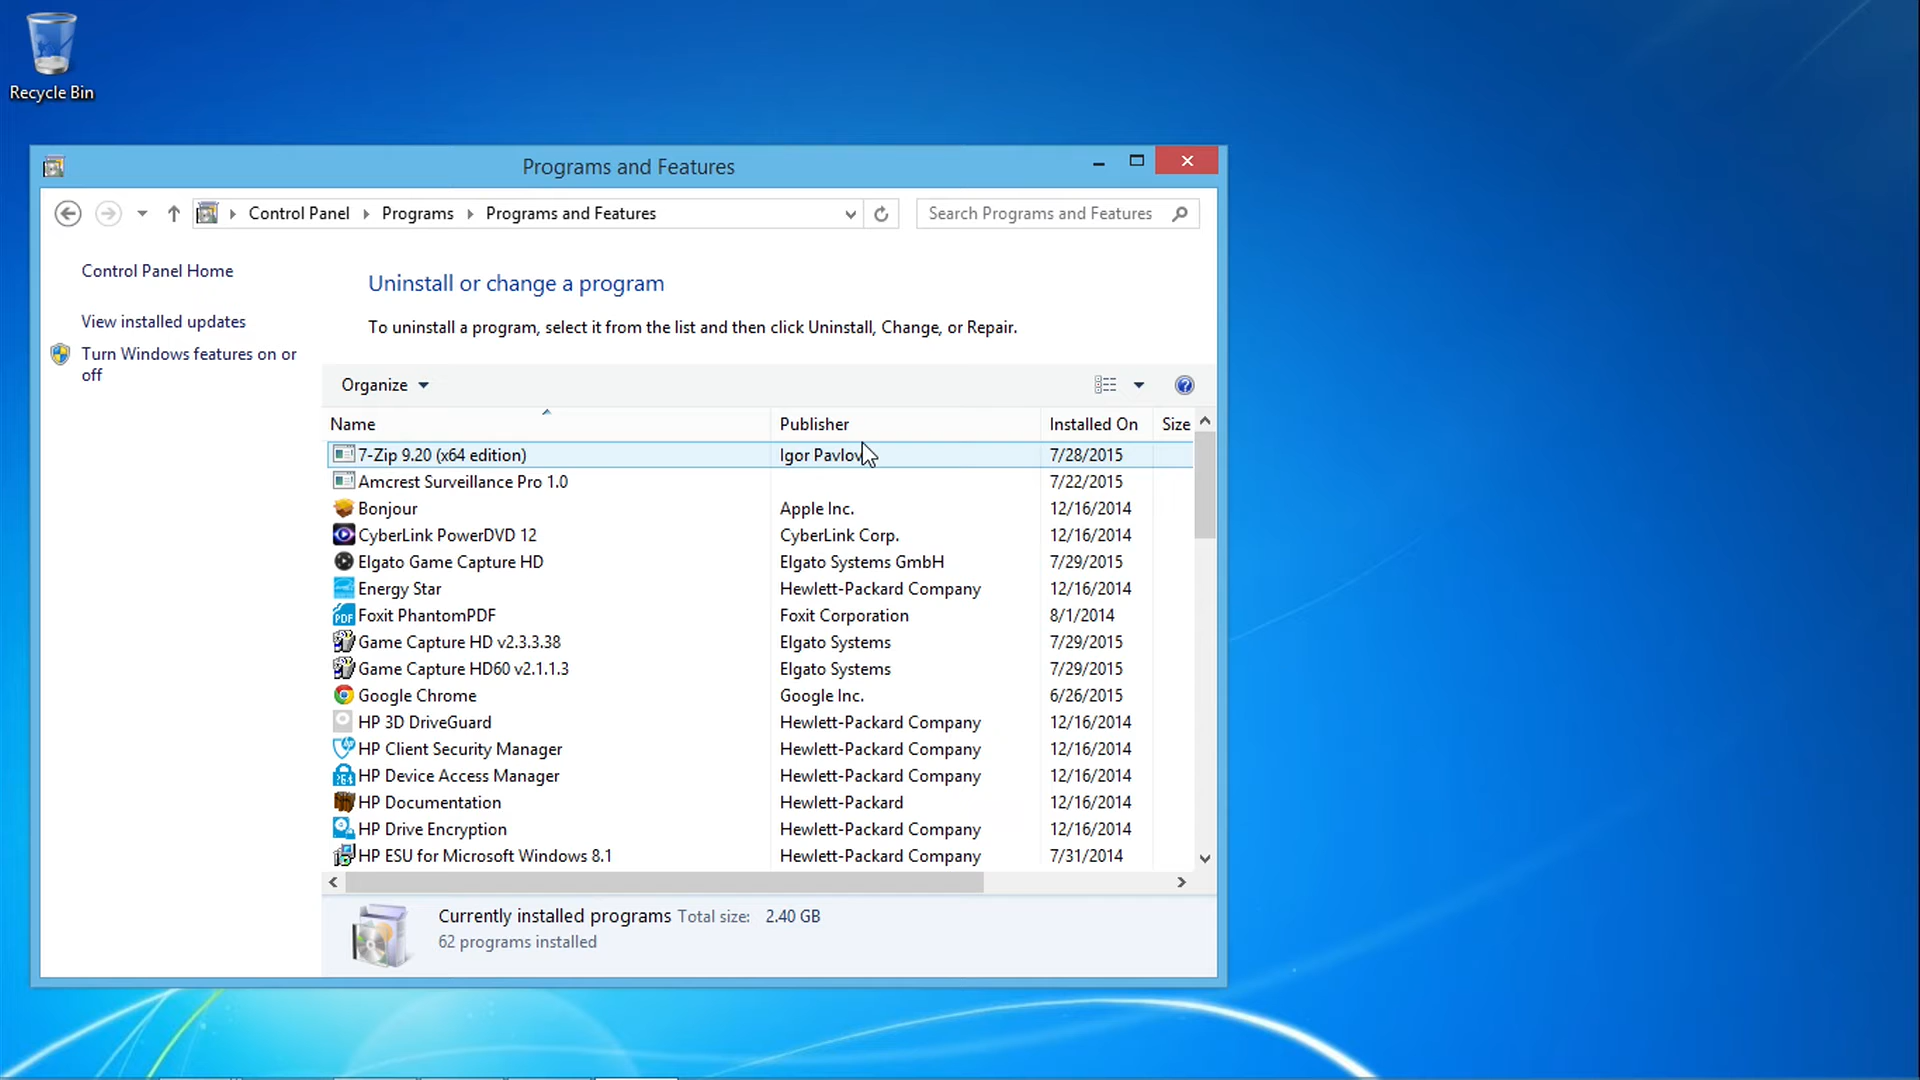 Recycle Bin
Programs and Features
Control Panel Programs Programs and Features
Search Programs and Features
Control Panel Home
View installed updates
Turn Windows features on or
off
Uninstall or change a program
To uninstall a program, select it from the list and then click Uninstall, Change, or Repair.
Organize
Name Publisher Installed On Size
7-Zip 9.20 (x64 edition) Igor Pavlov 7/28/2015
Amcrest Surveillance Pro 1.0 7/22/2015
Bonjour Apple Inc. 12/16/2014
CyberLink PowerDVD 12 CyberLink Corp. 12/16/2014
Elgato Game Capture HD Elgato Systems GmbH 7/29/2015
Energy Star Hewlett-Packard Company 12/16/2014
Foxit PhantomPDF Foxit Corporation 8/1/2014
Game Capture HD v2.3.3.38 Elgato Systems 7/29/2015
Game Capture HD60 v2.1.1.3 Elgato Systems 7/29/2015
Google Chrome Google Inc. 6/26/2015
HP 3D DriveGuard Hewlett-Packard Company 12/16/2014
HP Client Security Manager Hewlett-Packard Company 12/16/2014
HP Device Access Manager Hewlett-Packard Company 12/16/2014
HP Documentation Hewlett-Packard 12/16/2014
HP Drive Encryption Hewlett-Packard Company 12/16/2014
HP ESU for Microsoft Windows 8.1 Hewlett-Packard Company 7/31/2014
Currently installed programs Total size: 2.40 GB
62 programs installed